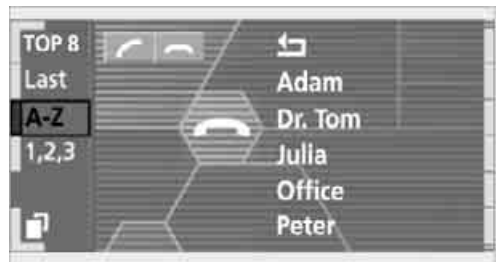 TOP 8
Last
A-Z
1,2,3
Adam
Dr. Tom
Julia
Office
Peter